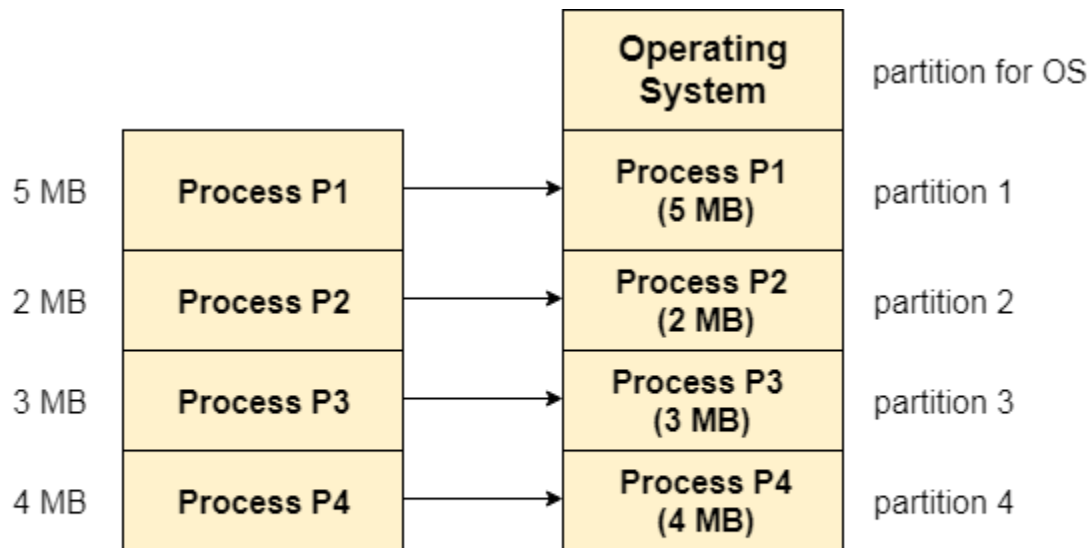 Operating
System
partition for OS
5 MB
Process P1
Process P1
(5 MB)
partition 1
2 MB
Process P2
Process P2
(2 MB)
partition 2
3 MB
Process P3
Process P3
(3 MB)
partition 3
4 MB
Process P4
Process P4
(4 MB)
partition 4